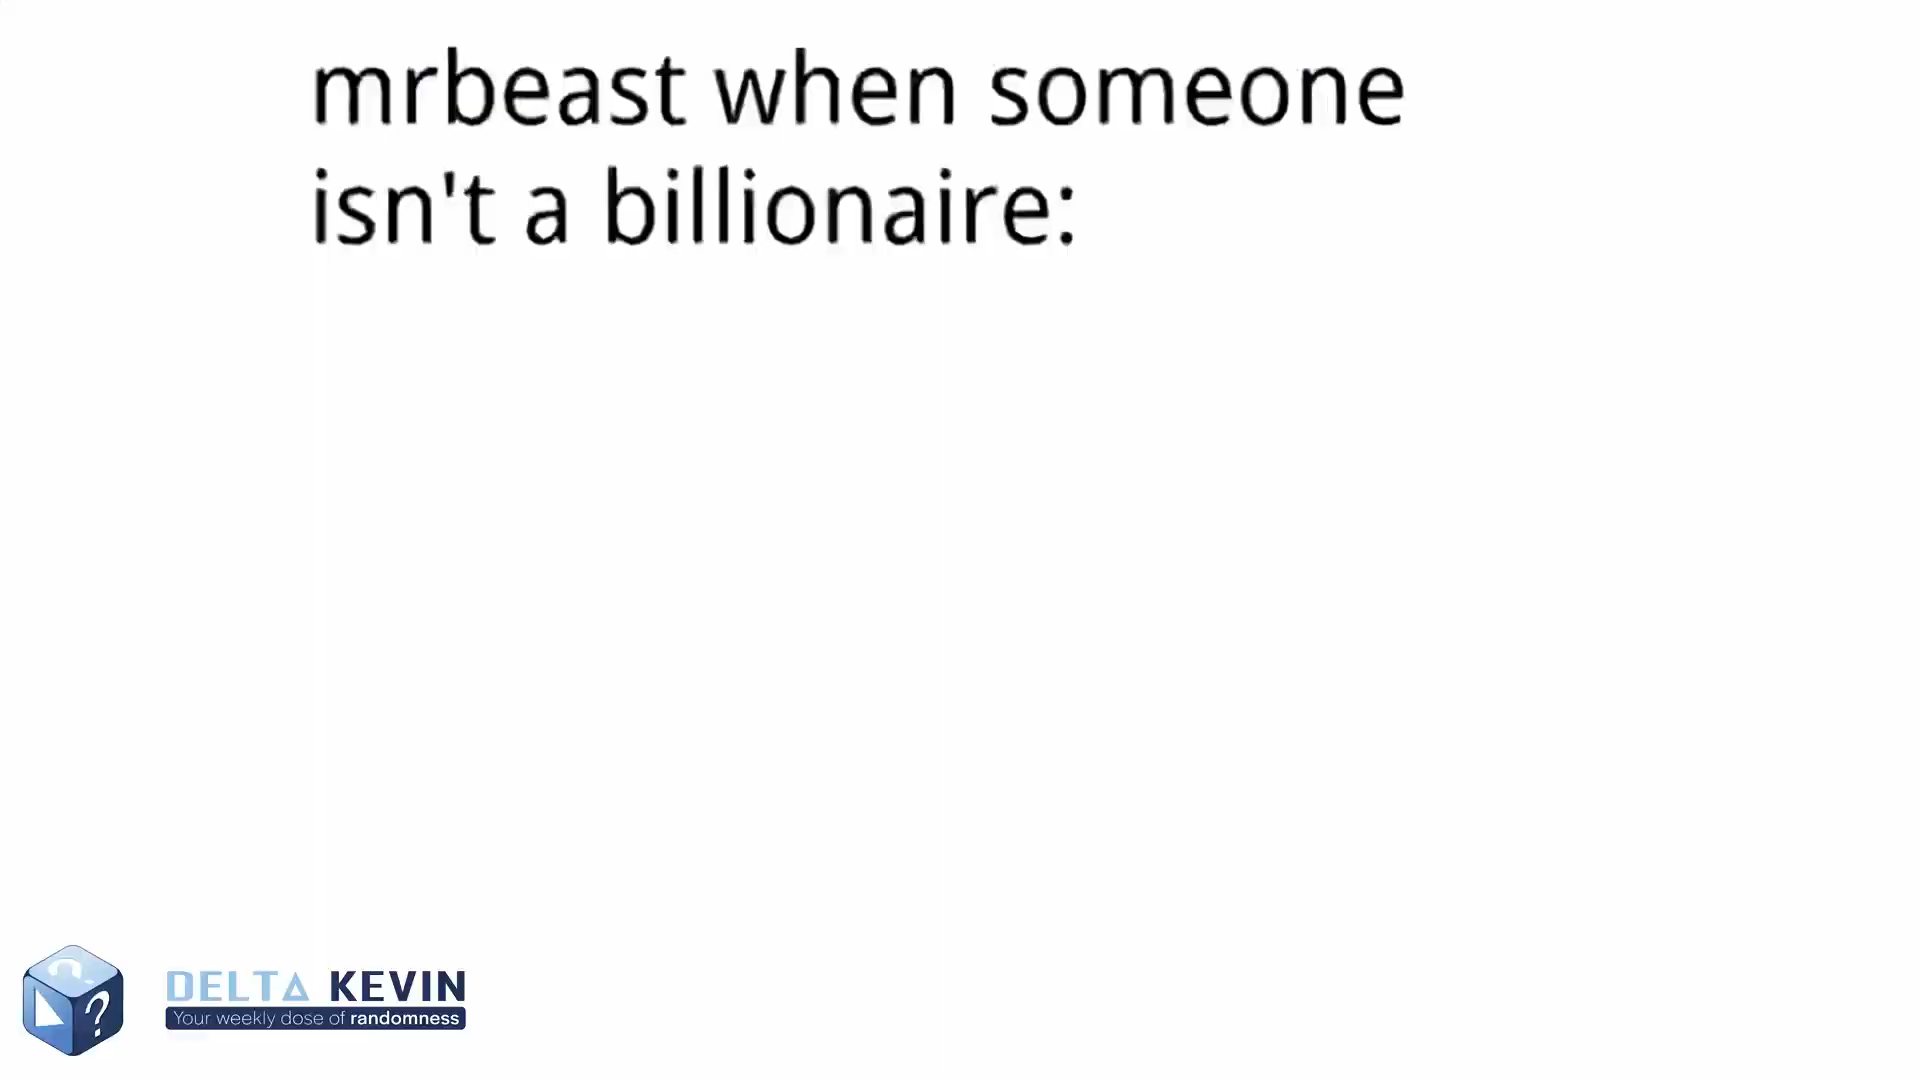 mrbeast when someone
isn't a billionaire:
?
DELTA KEVIN
Your weekly dose of randomness